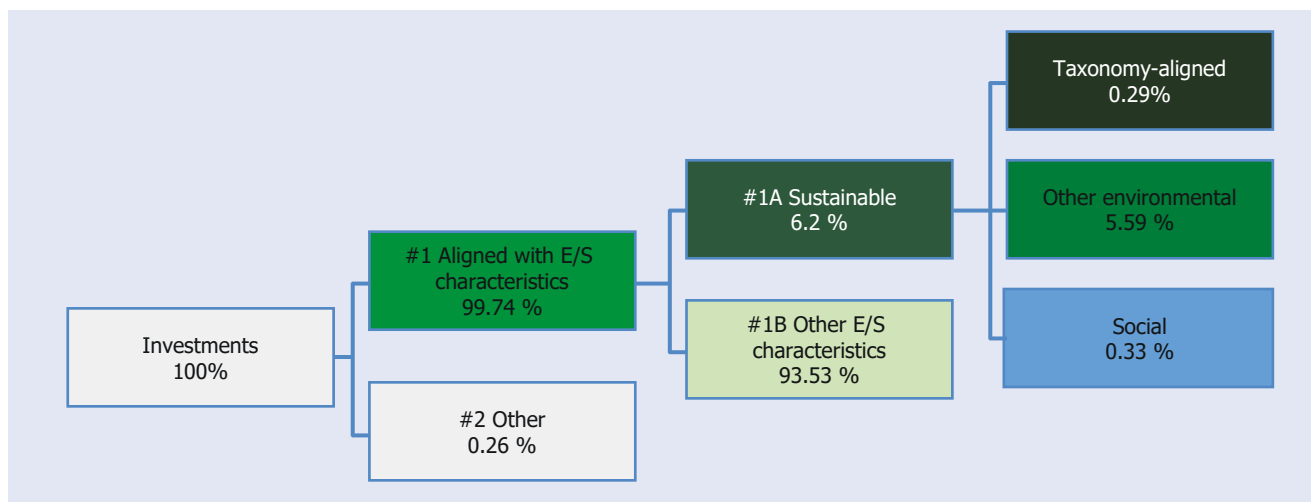 Investments
100%
#1 Aligned with E/S
characteristics
99.74 %
#2 Other
0.26 %
#1A Sustainable
6.2 %
#1B Other E/S
characteristics
93.53 %
Taxonomy-aligned
0.29%
Other environmental
5.59 %
Social
0.33 %